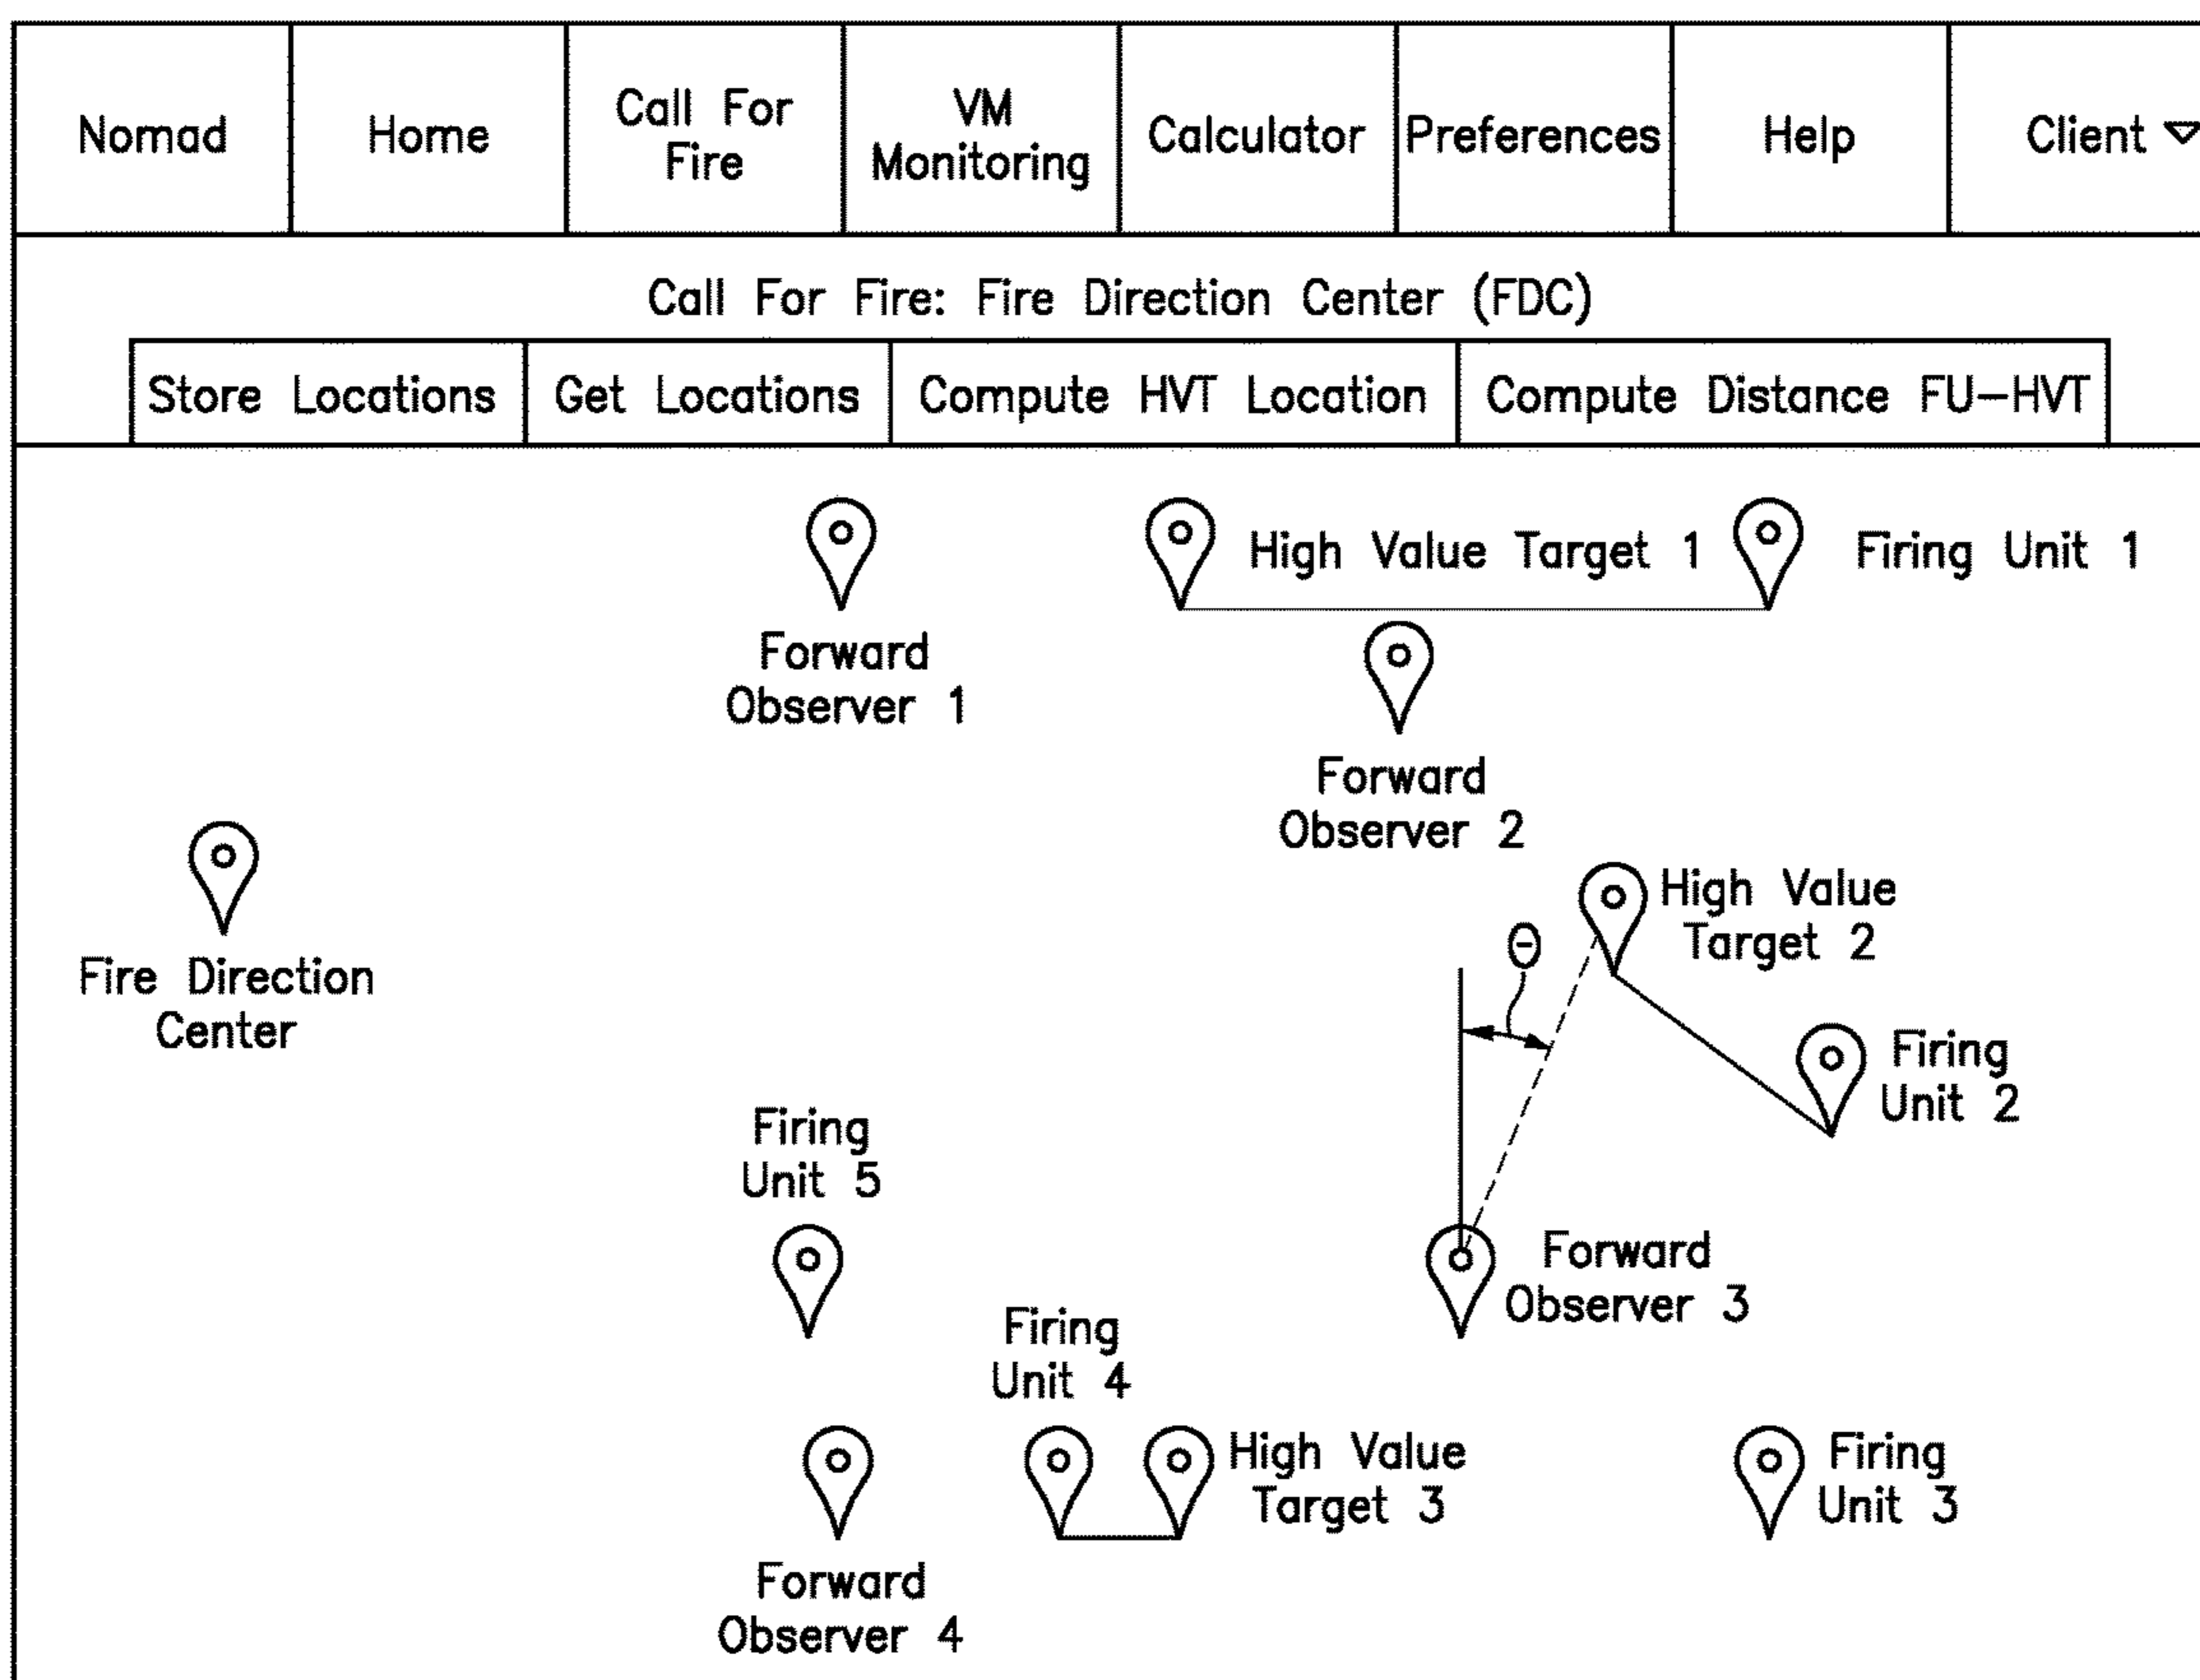 Nomad
Home
Call For
Fire
VM
Monitoring
Calculator
Preferences
Help
Client
Call For Fire: Fire Direction Center (FDC)
Store Locations
Get Locations
Compute HVT Location
Compute Distance FU-HVT
High Value Target 1
Firing Unit 1
Forward
Observer 1
Forward
Observer 2
Fire Direction
Center
High Value
Target 2
Θ
Firing
Unit 2
Firing
Unit 5
Forward
Observer 3
Firing
Unit 4
High Value
Target 3
Firing
Unit 3
Forward
Observer 4